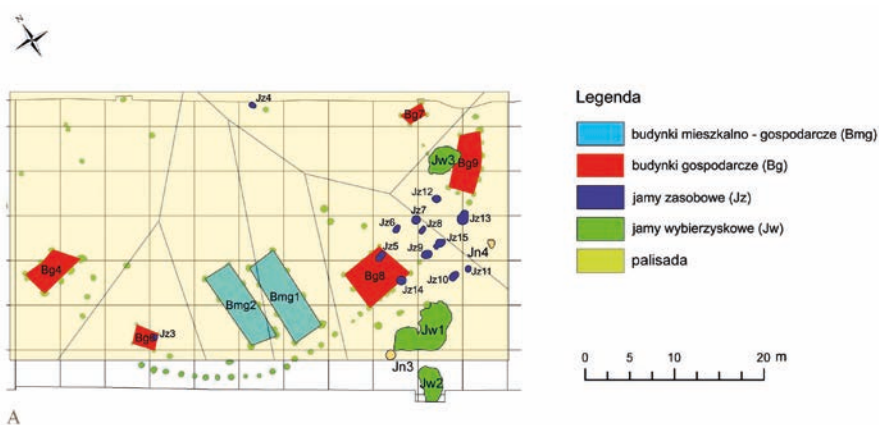 N
Jz4
Bg7
Jw3
Bg9
Jz12
Jz7
Jz13
Jz6
Jz8
Jz15
Jn4
Jz5
Jz9
Bg4
Bg8
Jz11
Jz10
Jz14
Bmg2
Bmg1
Jw1
Bg6
Jz3
Jn3
Jw2
A
Legenda
budynki mieszkalno - gospodarcze (Bmg)
budynki gospodarcze (Bg)
jamy zasobowe (Jz)
jamy wybierzyskowe (Jw)
palisada
0 5 10 20 m